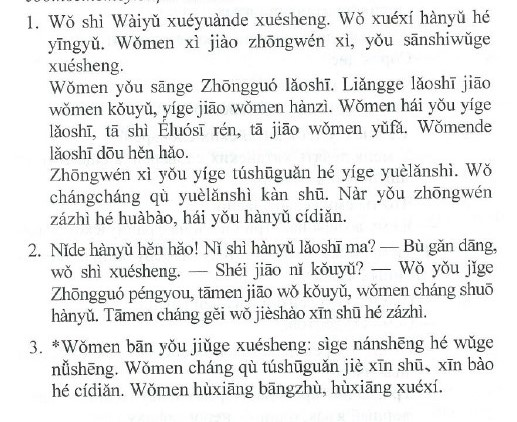 1. Wǒ shì Wàiyǔ xuéyuànde xuésheng. Wǒ xuéxí hànyǔ hé
yīngyǔ. Wǒmen xì jiào zhōngwén xì, yǒu sānshiwǔge
xuésheng.
Wǒmen yǒu sānge Zhōngguó lǎoshī. Liǎngge lǎoshī jiāo
wǒmen kǒuyǔ, yíge jiāo wǒmen hànzì. Wǒmen hái yǒu yíge
lǎoshī, tā shì Éluósī rén, tā jiāo wǒmen yǔfǎ. Wǒmende
lǎoshī dōu hěn hǎo.
Zhōngwén xì yǒu yíge túshūguǎn hé yíge yuèlǎnshì. Wǒ
chángcháng qù yuèlǎnshì kàn shū. Nàr yǒu zhōngwén
zázhì hé huàbào, hái yǒu hànyǔ cídiǎn.
2. Nǐde hànyǔ hěn hǎo! Nǐ shì hànyǔ lǎoshī ma? — Bù gǎn dāng,
wǒ shì xuésheng. — Shéi jiāo nǐ kǒuyǔ? — Wǒ yǒu jǐge
Zhōngguó péngyou, tāmen jiāo wǒ kǒuyǔ, wǒmen cháng shuō
hànyǔ. Tāmen cháng gěi wǒ jièshào xīn shū hé zázhì.
3. *Wǒmen bān yǒu jiǔge xuésheng: sìge nánshēng hé wǔge
nǚshēng. Wǒmen cháng qù túshūguǎn jiè xīn shū、xīn bào
hé cídiǎn. Wǒmen hùxiāng bāngzhù, hùxiāng xuéxí.